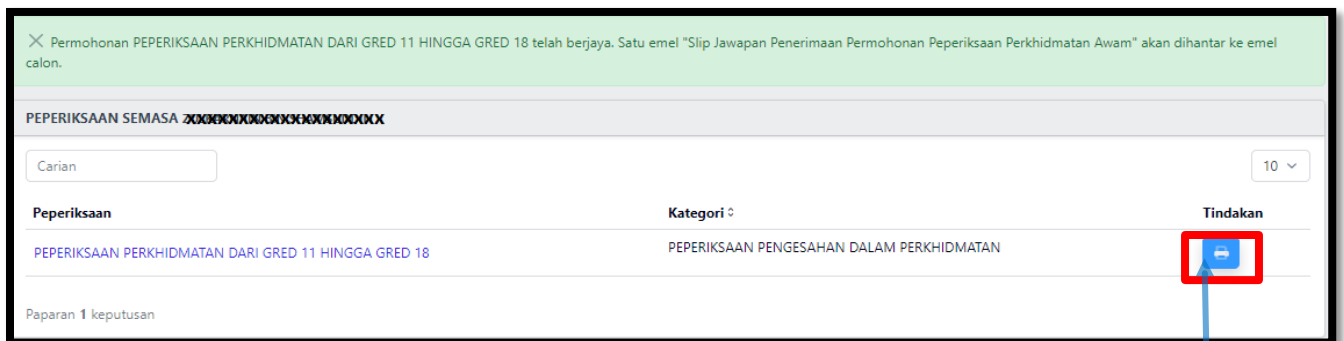 Permohonan PEPERIKSAAN PERKHIDMATAN DARI GRED 11 HINGGA GRED 18 telah berjaya. Satu emel "Slip Jawapan Penerimaan Permohonan Peperiksaan Perkhidmatan Awam" akan dihantar ke emel
calon.
PEPERIKSAAN SEMASA
Carian
10
Peperiksaan Kategori Tindakan
PEPERIKSAAN PERKHIDMATAN DARI GRED 11 HINGGA GRED 18 PEPERIKSAAN PENGESAHAN DALAM PERKHIDMATAN
Paparan 1 keputusan